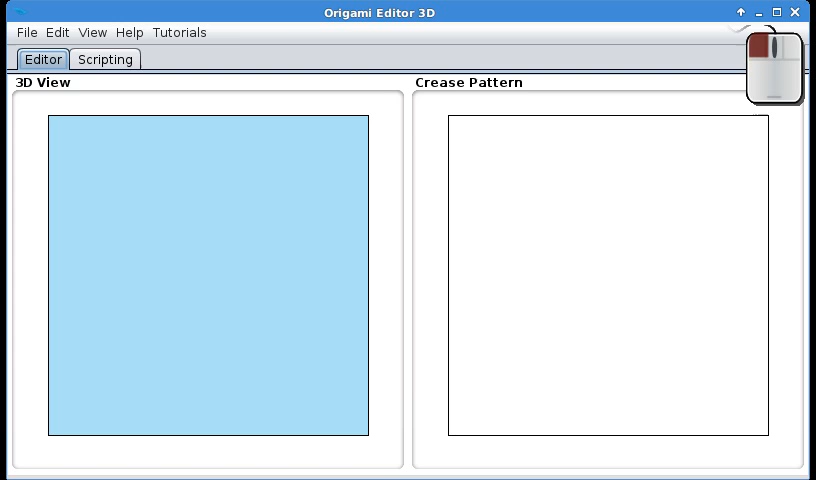 Origami Editor 3D
File Edit View Help Tutorials
Editor Scripting
3D View Crease Pattern